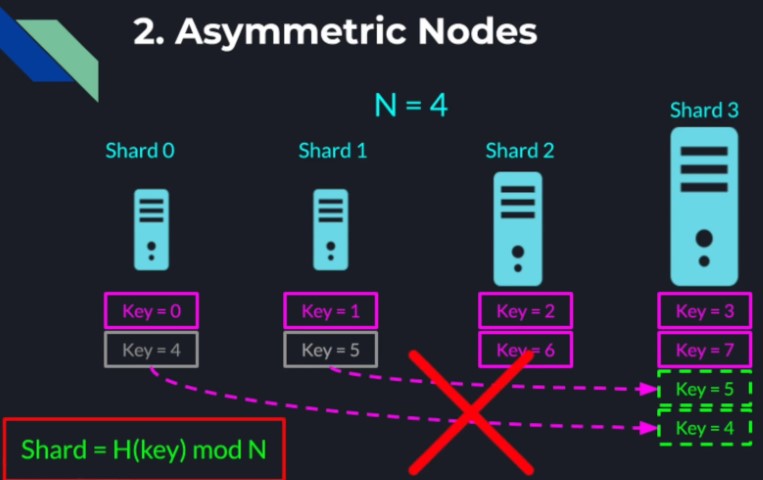 2. Asymmetric Nodes
N = 4
Shard 0
Shard 1
Shard 2
Shard 3
Key = 0
Key = 1
Key = 2
Key = 3
Key = 4
Key = 5
Key = 6
Key = 7
Key = 5
Key = 4
Shard = H(key) mod N